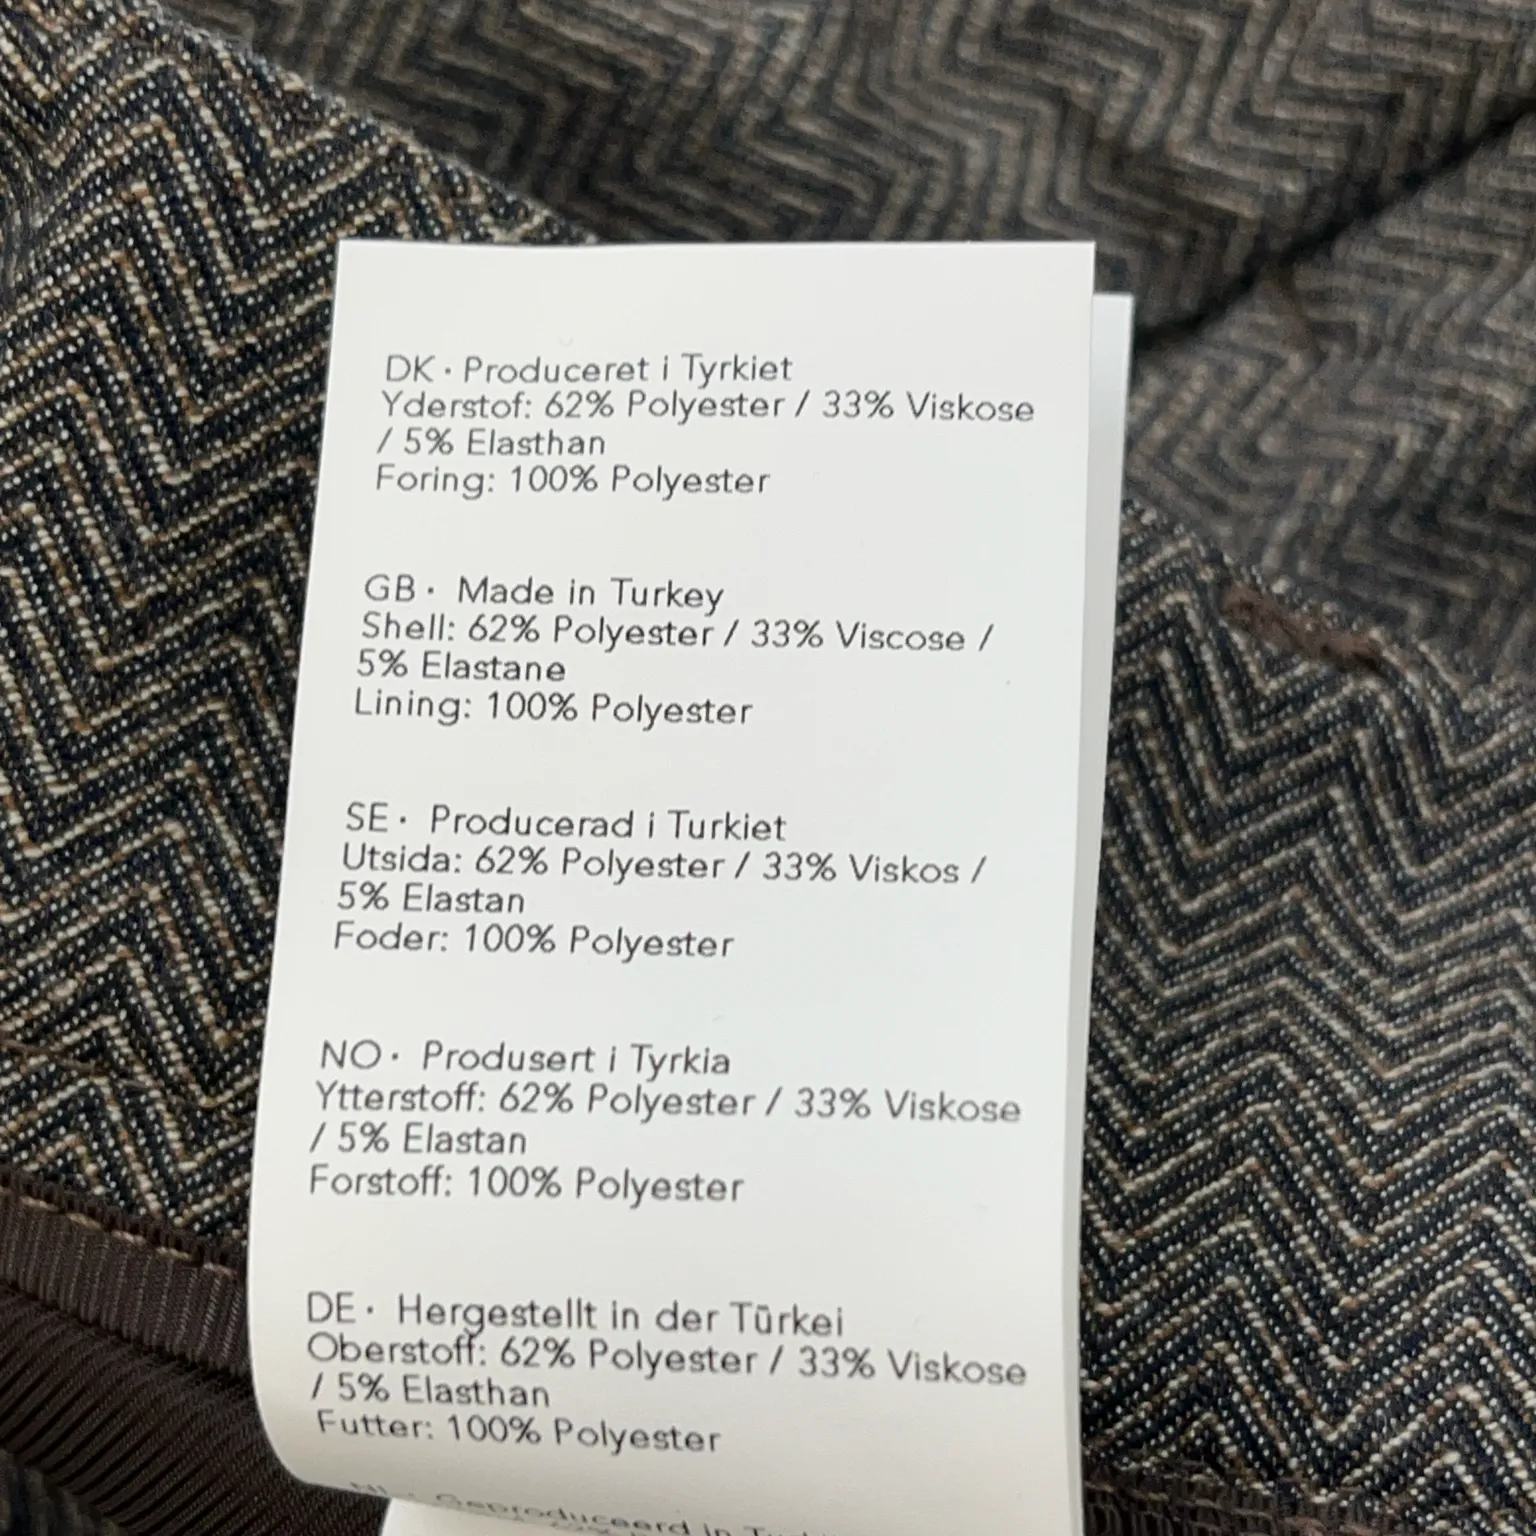 DK · Produceret i Tyrkiet
Yderstof: 62% Polyester / 33% Viskose
/ 5% Elasthan
Foring: 100% Polyester
GB · Made in Turkey
Shell: 62% Polyester / 33% Viscose /
5% Elastane
Lining: 100% Polyester
SE · Producerad i Turkiet
Utsida: 62% Polyester / 33% Viskos /
5% Elastan
Foder: 100% Polyester
NO · Produsert i Tyrkia
Ytterstoff: 62% Polyester / 33% Viskose
/ 5% Elastan
Forstoff: 100% Polyester
DE · Hergestellt in der Türkei
Oberstoff: 62% Polyester / 33% Viskose
/ 5% Elasthan
Futter: 100% Polyester
NL · Geproduceerd in